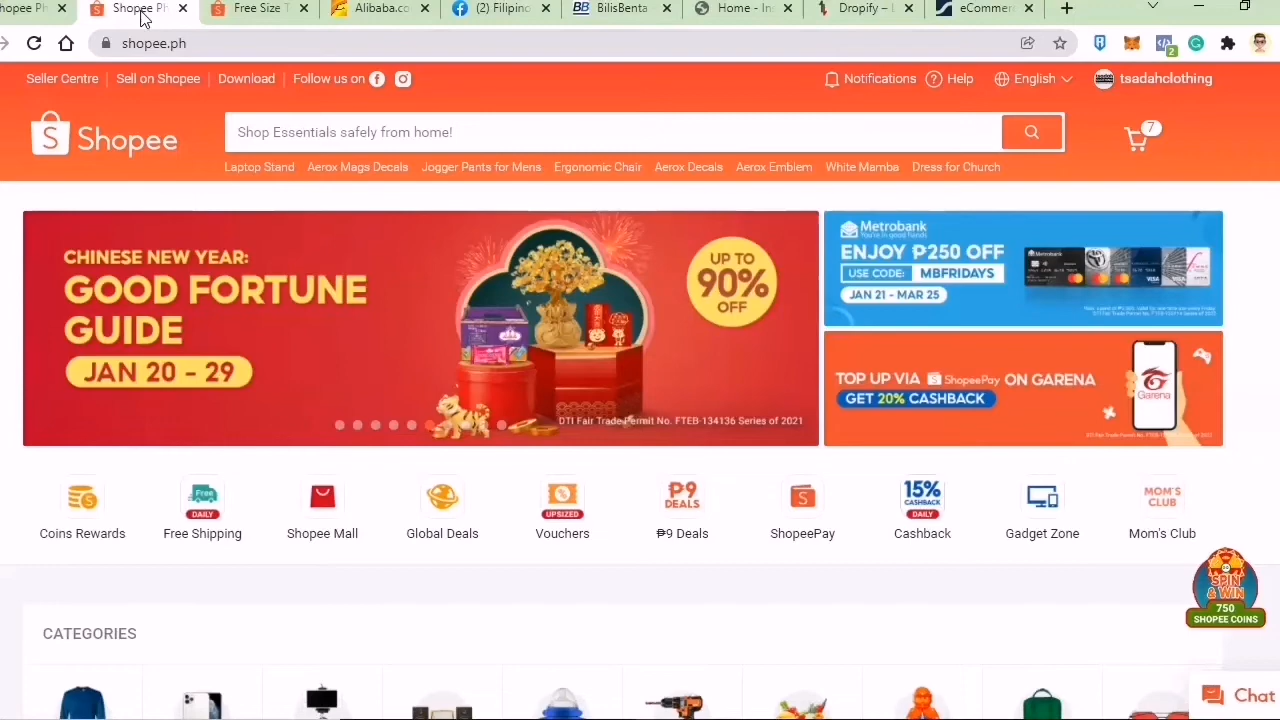 hopee Ph
Shopee Ph
Free Size T
Alibaba.co
(2) Filipin
BilisBenta
Home - In
Dropify –
eCommer
shopee.ph
2
Seller Centre
Sell on Shopee
Download
Follow us on
Notifications
Help
English
tsadahclothing
Shopee
Shop Essentials safely from home!
7
Laptop Stand
Aerox Mags Decals
Jogger Pants for Mens
Ergonomic Chair
Aerox Decals
Aerox Emblem
White Mamba
Dress for Church
CHINESE NEW YEAR:
GOOD FORTUNE
GUIDE
JAN 20 - 29
UP TO
90%
OFF
DTI Fair Trade Permit No. FTEB-134136 Series of 2021
Metrobank
You're in good hands
ENJOY ₱250 OFF
USE CODE: MBFRIDAYS
JAN 21 - MAR 25
TOP UP VIA ShopeePay ON GARENA
GET 20% CASHBACK
Garena
Free
DAILY
UPSIZED
₱9
DEALS
15%
CASHBACK
DAILY
MOM'S
CLUB
Coins Rewards
Free Shipping
Shopee Mall
Global Deals
Vouchers
₱9 Deals
ShopeePay
Cashback
Gadget Zone
Mom's Club
SPIN
& WIN
750
SHOPEE COINS
CATEGORIES
Chat